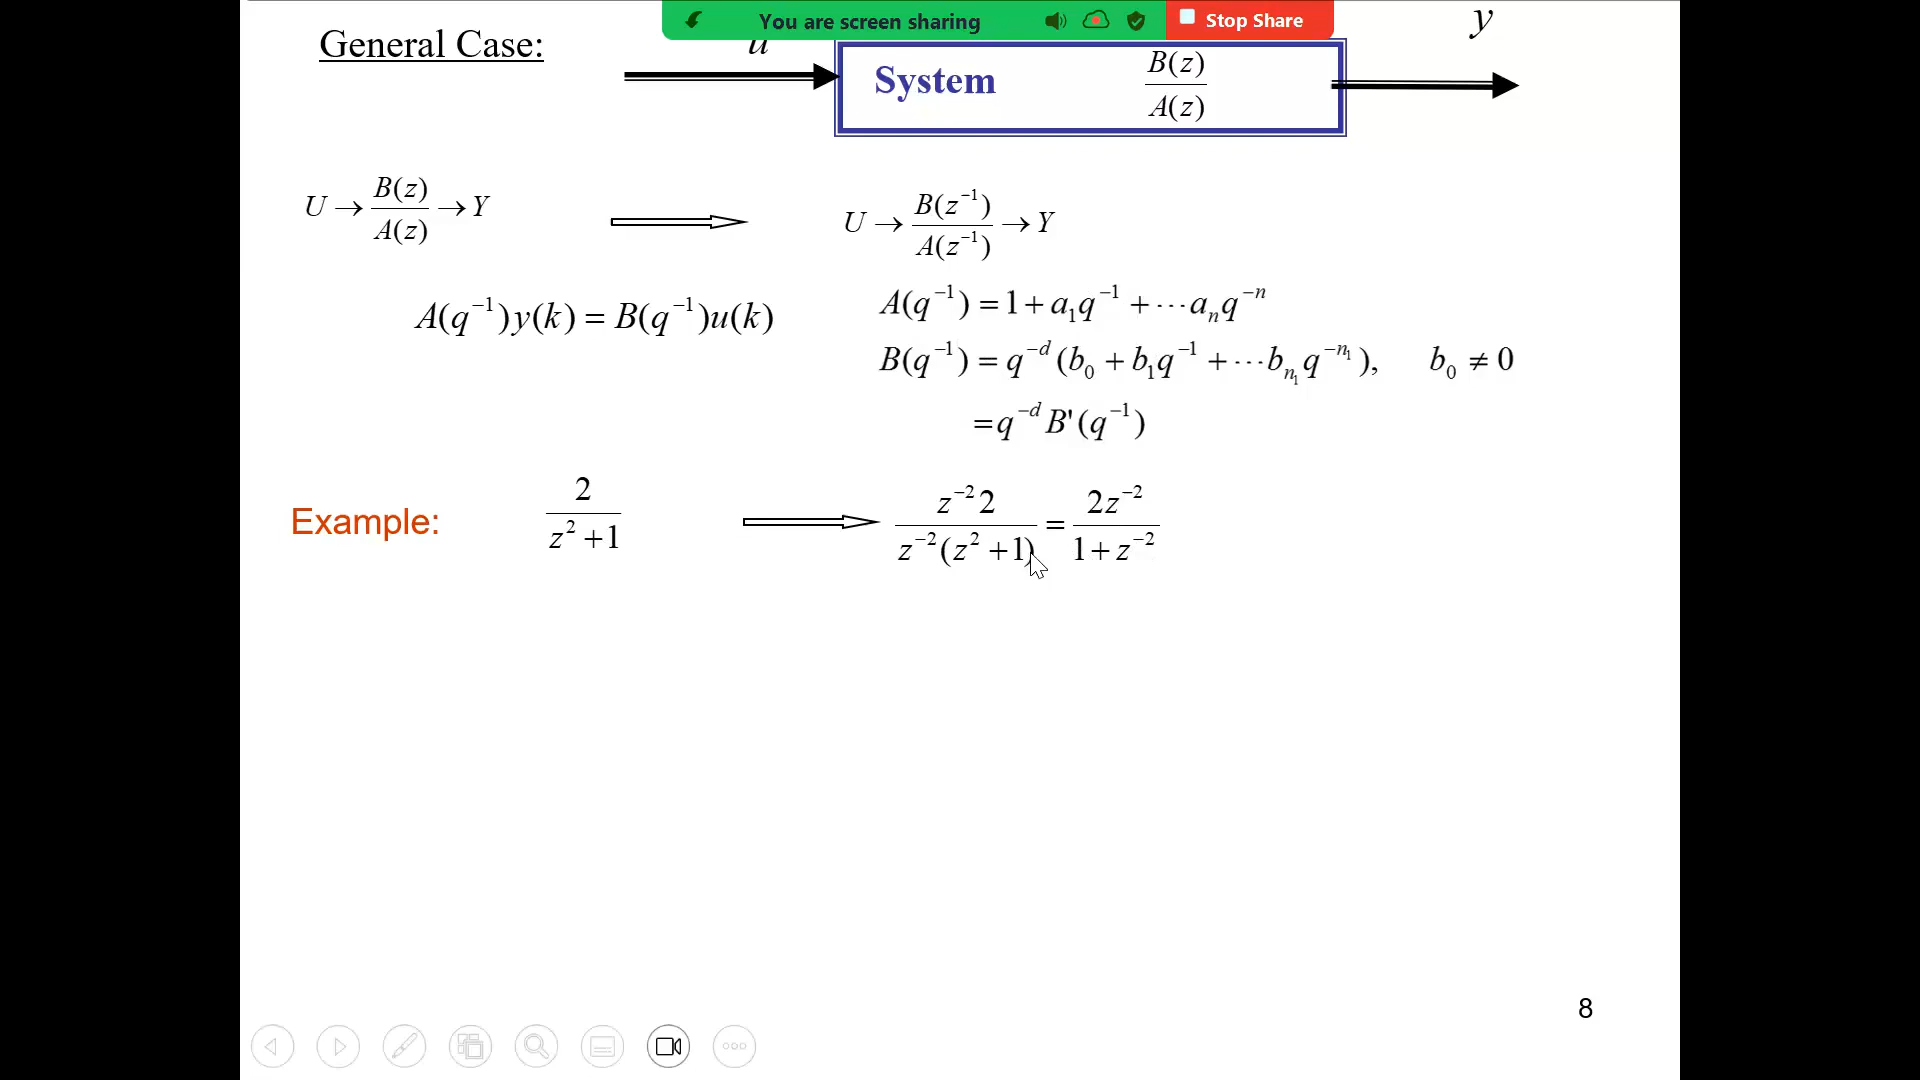 You are screen sharing Stop Share
General Case: u y
System B(z)/A(z)
U → B(z)/A(z) → Y ⇒ U → B(z⁻¹)/A(z⁻¹) → Y
A(q⁻¹)y(k) = B(q⁻¹)u(k)
A(q⁻¹) = 1 + a₁q⁻¹ + ⋯aₙq⁻ⁿ
B(q⁻¹) = q⁻ᵈ(b₀ + b₁q⁻¹ + ⋯b_{n₁}q^{−n₁}), b₀ ≠ 0
= q⁻ᵈ B'(q⁻¹)
Example: 2/(z² + 1) ⇒ z⁻²2/(z⁻²(z² + 1)) = 2z⁻²/(1 + z⁻²)
8